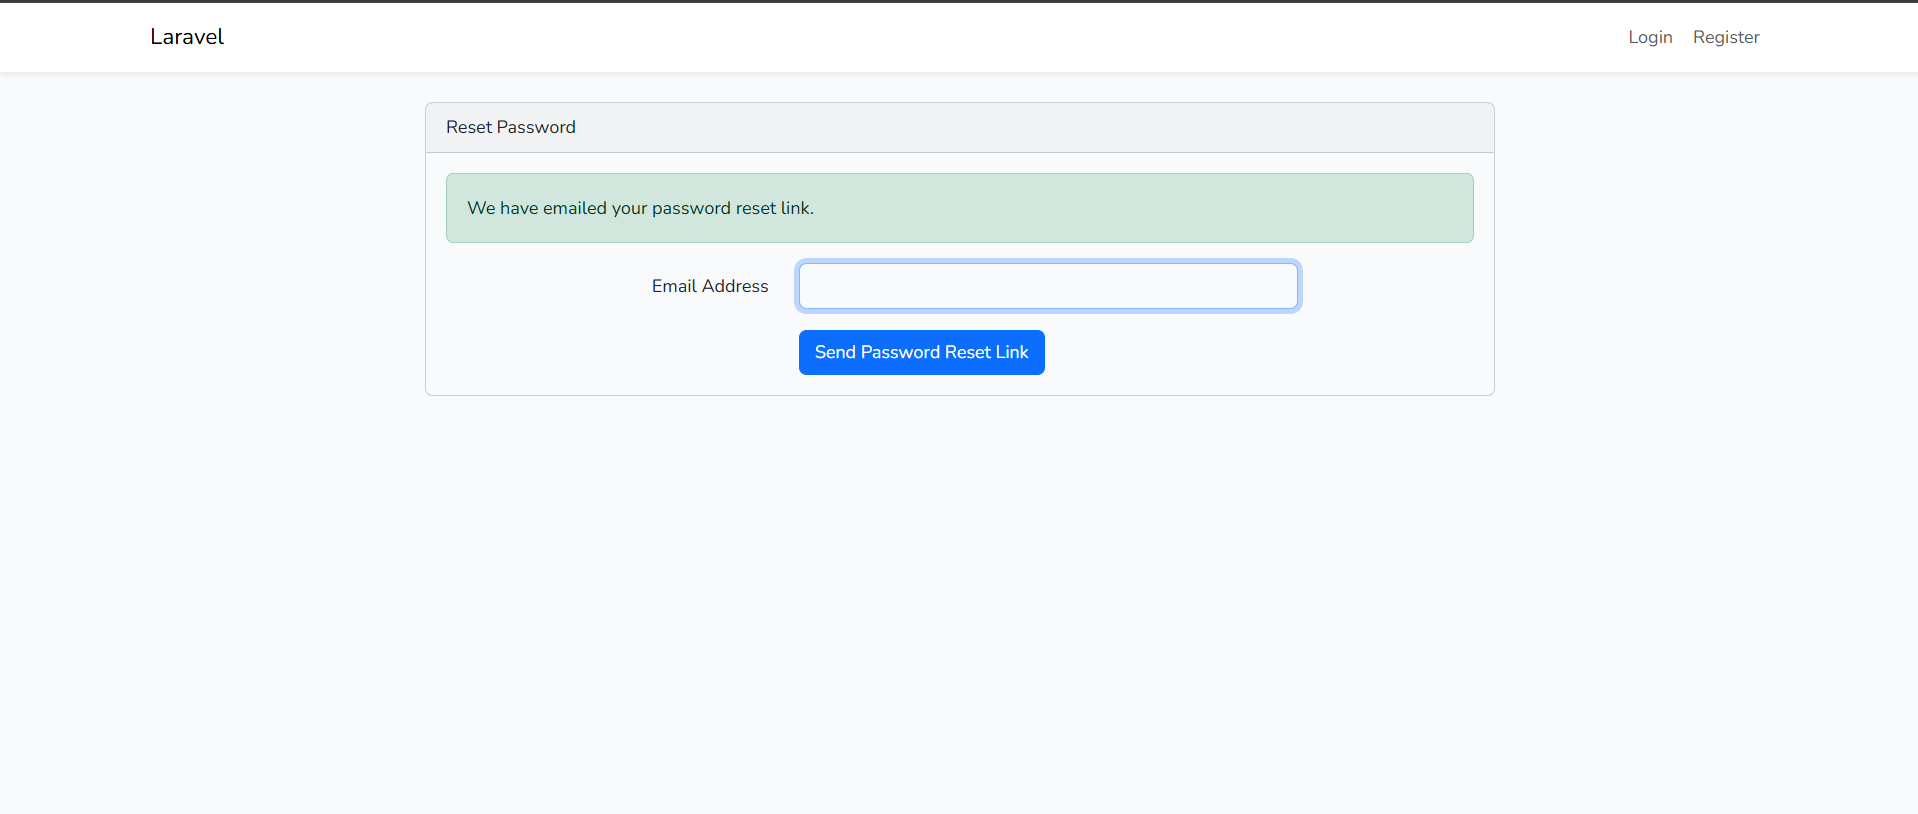 Laravel
Login Register
Reset Password
We have emailed your password reset link.
Email Address
Send Password Reset Link